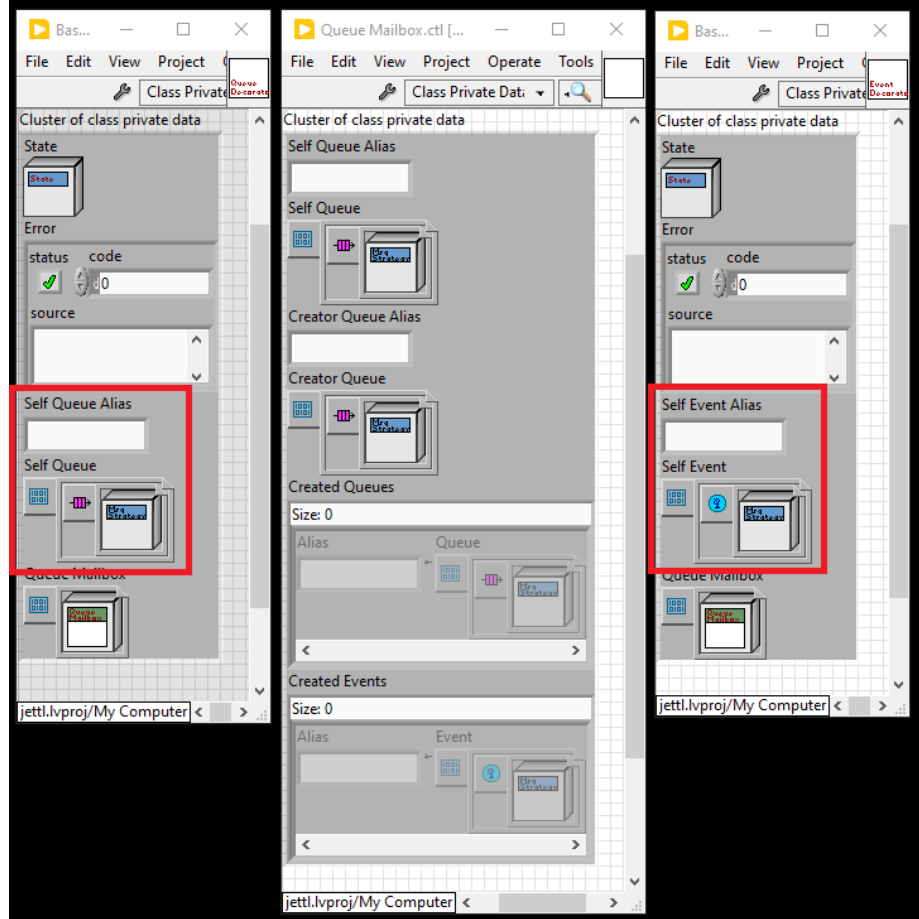 Bas...
File Edit View Project
Class Private
Queue
Decorate
Cluster of class private data
State
State
Error
status code
0
source
Self Queue Alias
Self Queue
Msg
Strategy
Queue Mailbox
Queue
Mailbox
jettl.lvproj/My Computer
Queue Mailbox.ctl [...
File Edit View Project Operate Tools
Class Private Data
Cluster of class private data
Self Queue Alias
Self Queue
Msg
Strategy
Creator Queue Alias
Creator Queue
Msg
Strategy
Created Queues
Size: 0
Alias Queue
Msg
Strategy
Created Events
Size: 0
Alias Event
Msg
Strategy
jettl.lvproj/My Computer
Bas...
File Edit View Project
Class Private
Event
Decorate
Cluster of class private data
State
State
Error
status code
0
source
Self Event Alias
Self Event
Msg
Strategy
Queue Mailbox
Queue
Mailbox
jettl.lvproj/My Computer